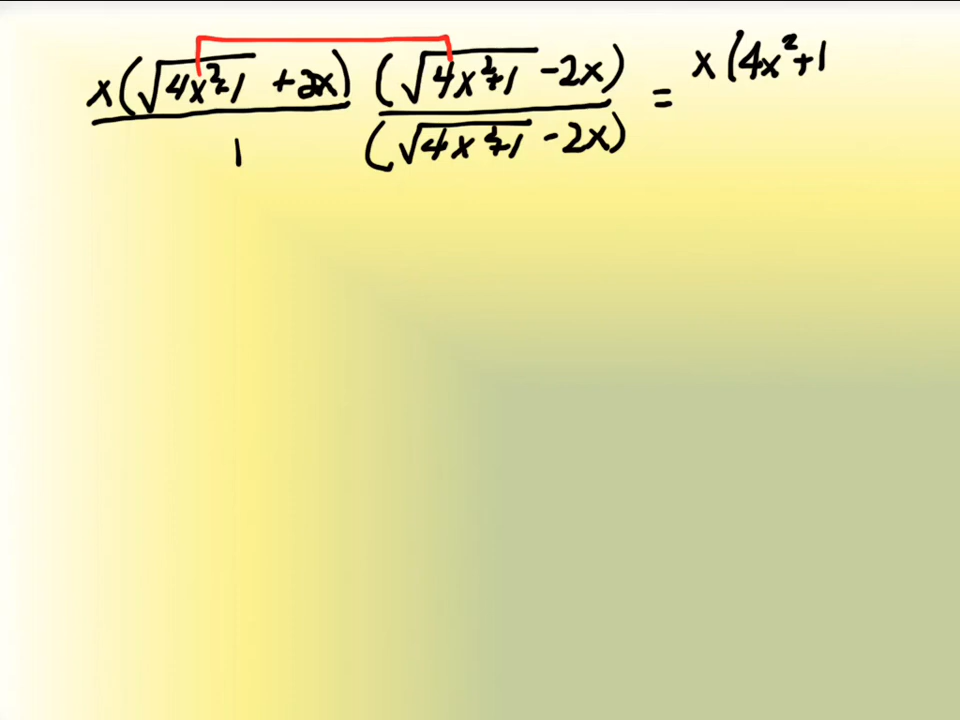 x(√4x²+1 +2x) (√4x²+1 -2x) = x(4x²+1
1 (√4x²+1 -2x)